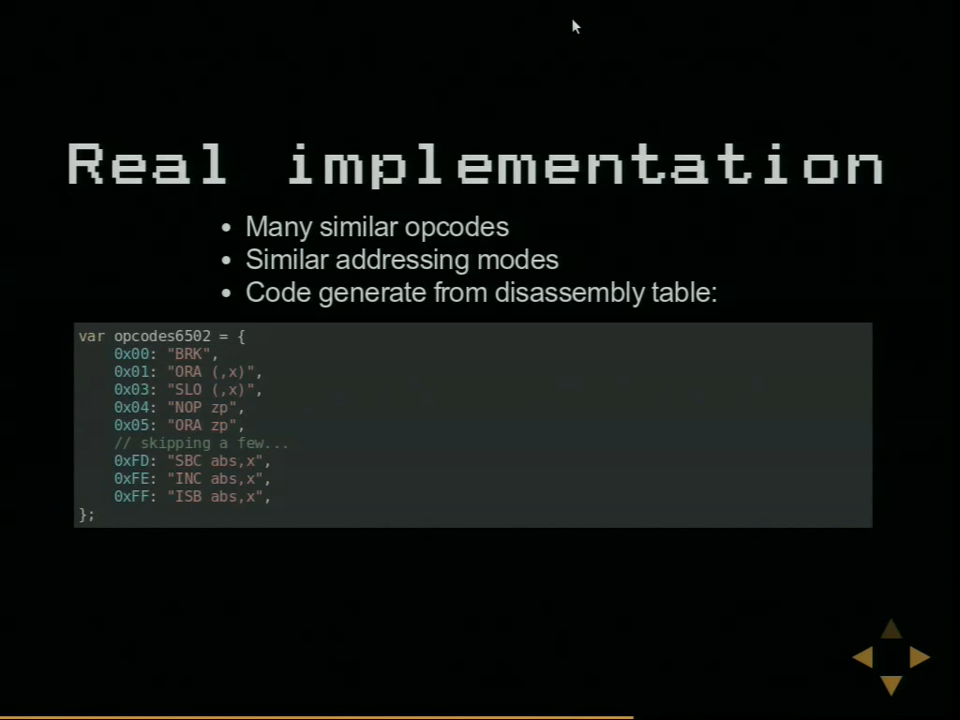 Real implementation
• Many similar opcodes
• Similar addressing modes
• Code generate from disassembly table:
var opcodes6502 = {
    0x00: "BRK",
    0x01: "ORA (,x)",
    0x03: "SLO (,x)",
    0x04: "NOP zp",
    0x05: "ORA zp",
    // skipping a few...
    0xFD: "SBC abs,x",
    0xFE: "INC abs,x",
    0xFF: "ISB abs,x",
};